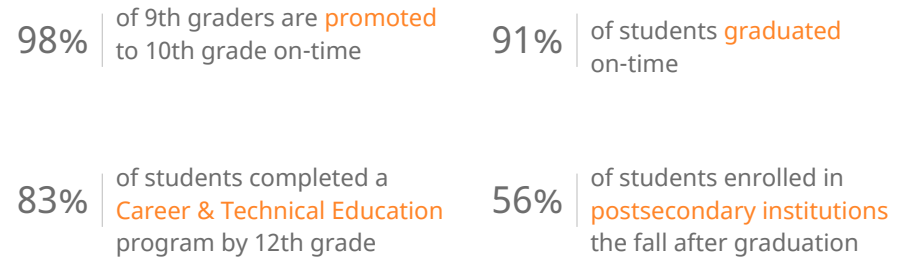 98%
of 9th graders are promoted
to 10th grade on-time
91%
of students graduated
on-time
83%
of students completed a
Career & Technical Education
program by 12th grade
56%
of students enrolled in
postsecondary institutions
the fall after graduation